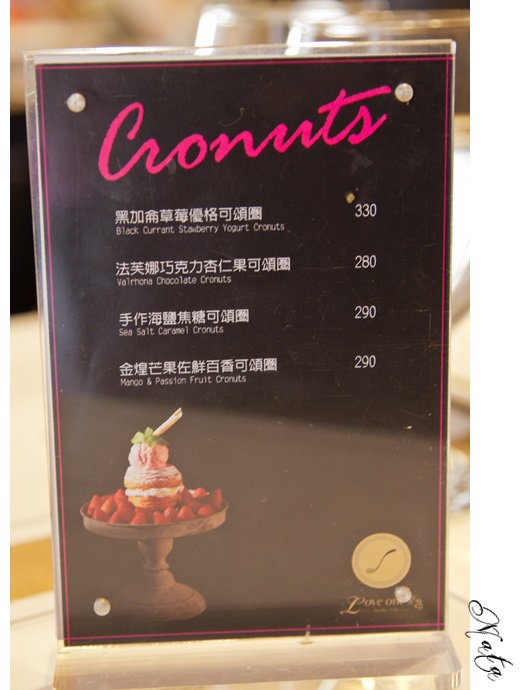 Cronuts
黑加侖草莓優格可頌圈 330
Black Currant Stawberry Yogurt Cronuts
法芙娜巧克力杏仁果可頌圈 280
Valrhona Chocolate Cronuts
手作海鹽焦糖可頌圈 290
Sea Salt Caramel Cronuts
金煌芒果佐鮮百香可頌圈 290
Mango & Passion Fruit Cronuts
Love one
Nata